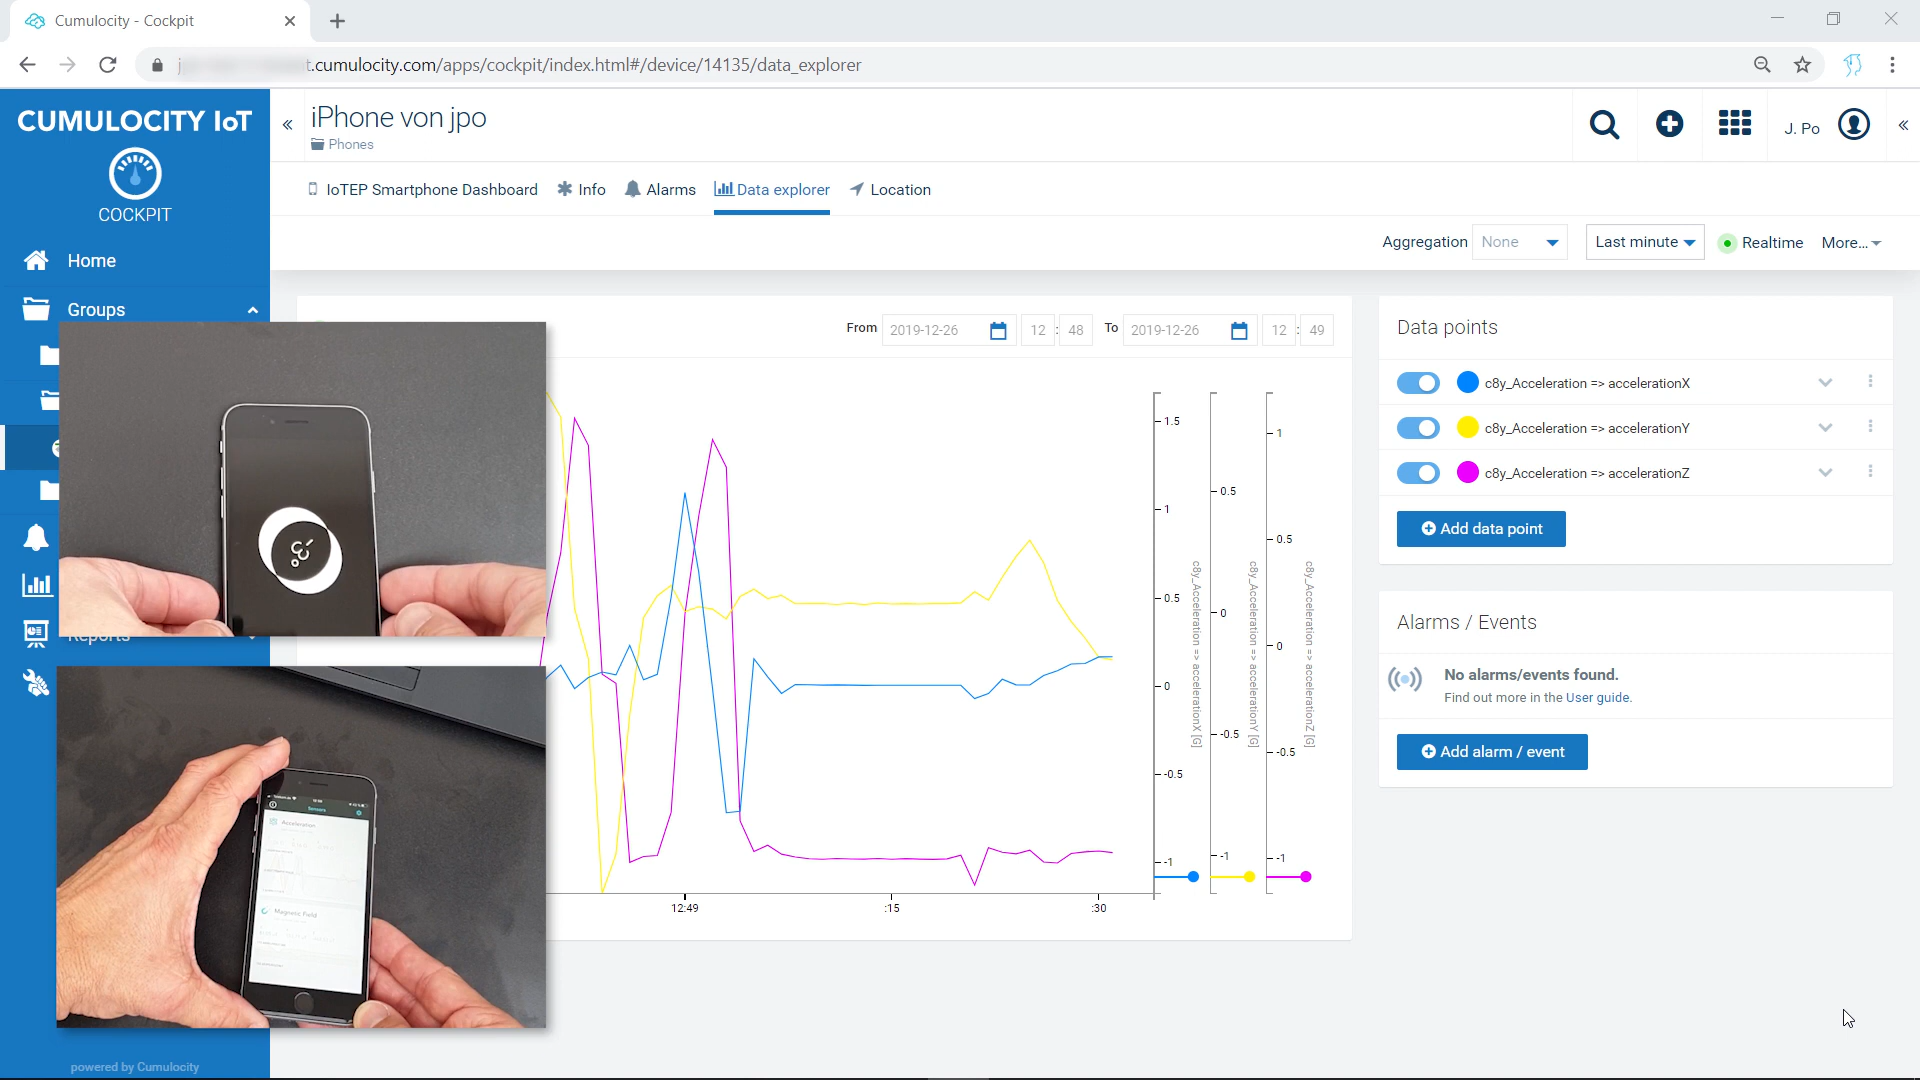 Cumulocity - Cockpit
.cumulocity.com/apps/cockpit/index.html#/device/14135/data_explorer
CUMULOCITY IoT
COCKPIT
Home
Groups
Reports
powered by Cumulocity
iPhone von jpo
Phones
J. Po
IoTEP Smartphone Dashboard
Info
Alarms
Data explorer
Location
Aggregation
None
Last minute
Realtime
More...
From
2019-12-26
12 : 48
To
2019-12-26
12 : 49
1.5
1
0.5
0
-0.5
-1
c8y_Acceleration => accelerationX [G]
0.5
0
-0.5
-1
c8y_Acceleration => accelerationY [G]
1
0.5
0
-0.5
-1
c8y_Acceleration => accelerationZ [G]
12:49
:15
:30
Data points
c8y_Acceleration => accelerationX
c8y_Acceleration => accelerationY
c8y_Acceleration => accelerationZ
Add data point
Alarms / Events
No alarms/events found.
Find out more in the User guide.
Add alarm / event
Sensors
Acceleration
Magnetic Field